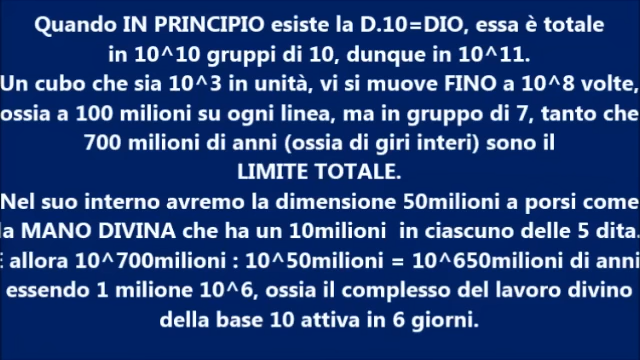 Quando IN PRINCIPIO esiste la D.10=DIO, essa è totale
in 10^10 gruppi di 10, dunque in 10^11.
Un cubo che sia 10^3 in unità, vi si muove FINO a 10^8 volte,
ossia a 100 milioni su ogni linea, ma in gruppo di 7, tanto che
700 milioni di anni (ossia di giri interi) sono il
LIMITE TOTALE.
Nel suo interno avremo la dimensione 50milioni a porsi come
la MANO DIVINA che ha un 10milioni in ciascuno delle 5 dita.
E allora 10^700milioni : 10^50milioni = 10^650milioni di anni
essendo 1 milione 10^6, ossia il complesso del lavoro divino
della base 10 attiva in 6 giorni.